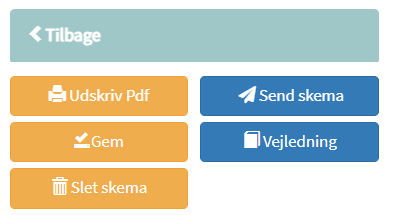 Tilbage
Udskriv Pdf
Send skema
Gem
Vejledning
Slet skema